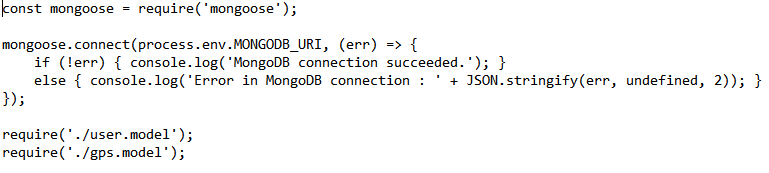 const mongoose = require('mongoose');

mongoose.connect(process.env.MONGODB_URI, (err) => {
    if (!err) { console.log('MongoDB connection succeeded.'); }
    else { console.log('Error in MongoDB connection : ' + JSON.stringify(err, undefined, 2)); }
});

require('./user.model');
require('./gps.model');